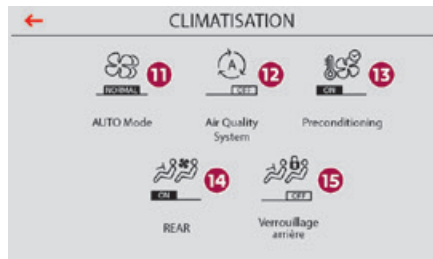 CLIMATISATION
11 12 A 13
NORMAL OFF ON
AUTO Mode Air Quality Preconditioning
System
14 15
ON OFF
REAR Verrouillage
arrière